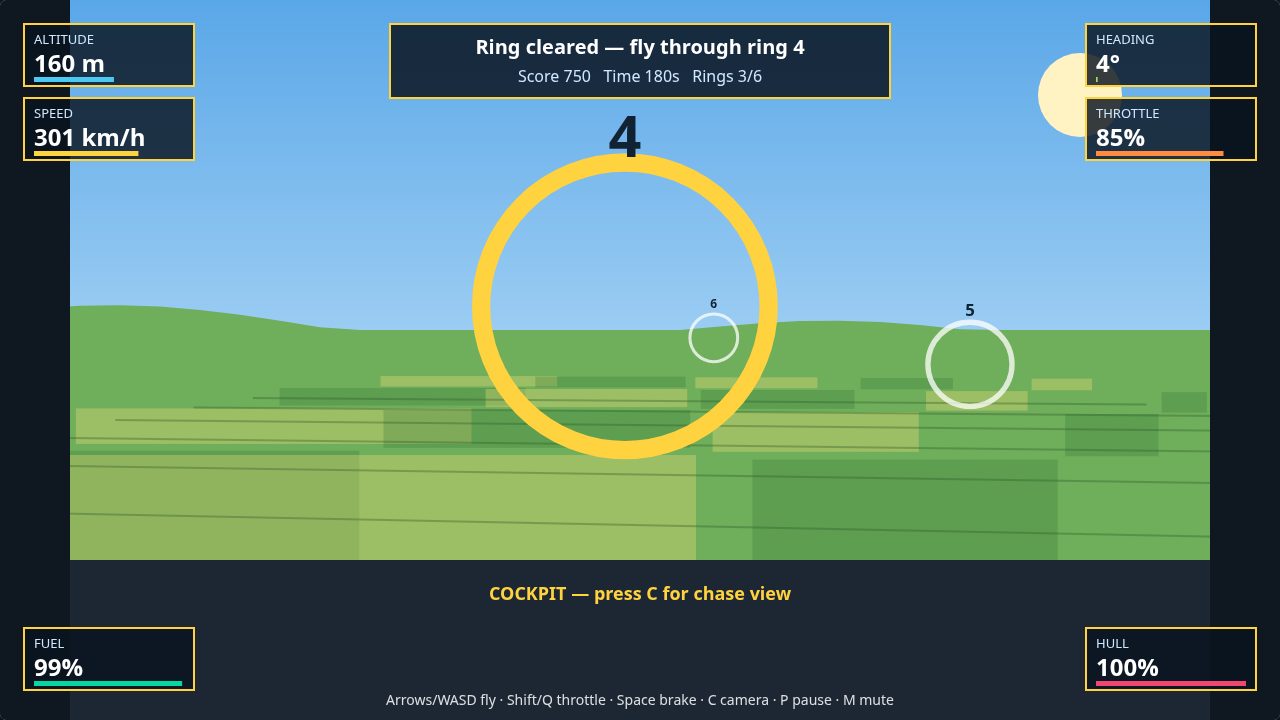 ALTITUDE
160 m
SPEED
301 km/h
Ring cleared — fly through ring 4
Score 750 Time 180s Rings 3/6
HEADING
4°
THROTTLE
85%
4
6
5
COCKPIT — press C for chase view
FUEL
99%
HULL
100%
Arrows/WASD fly · Shift/Q throttle · Space brake · C camera · P pause · M mute